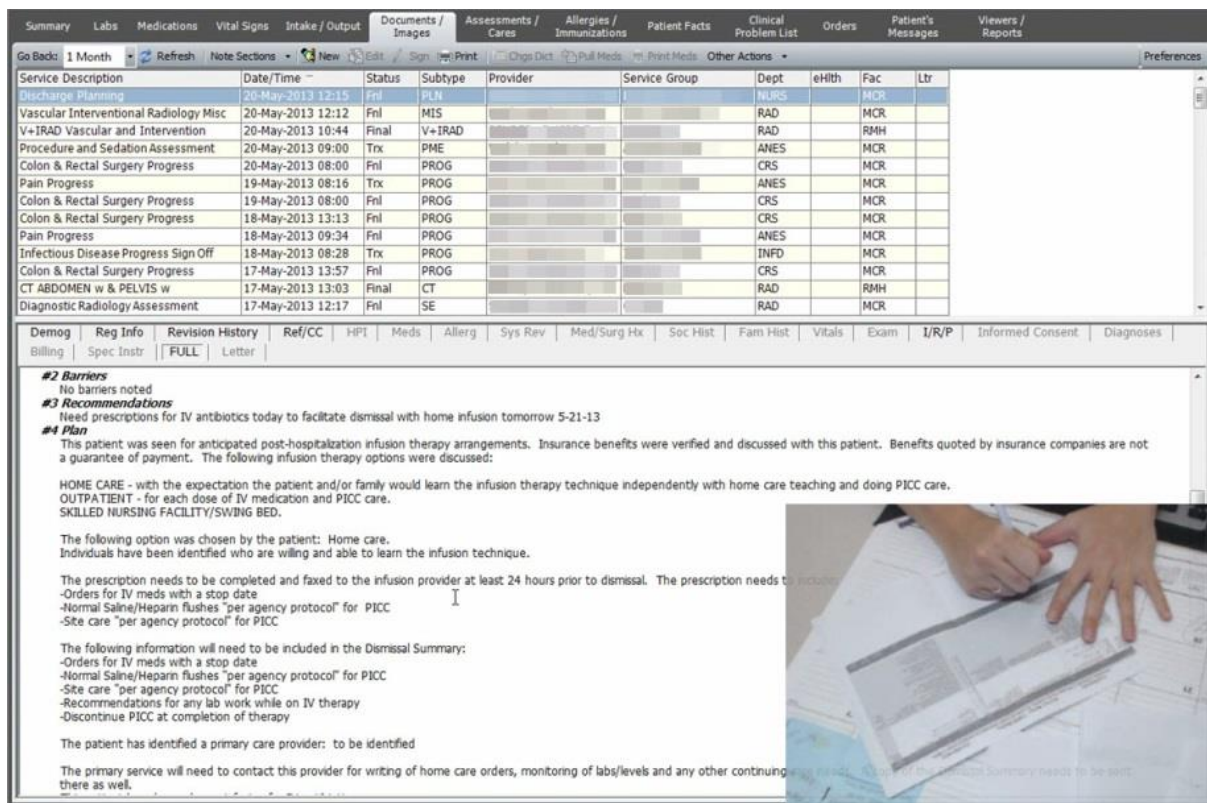 Summary Labs Medications Vital Signs Intake / Output Documents / Images Assessments / Cares Allergies / Immunizations Patient Facts Clinical Problem List Orders Patient's Messages Viewers / Reports
Go Back: 1 Month Refresh Note Sections New Edit Sign Print Chgs Dict Pull Meds Print Meds Other Actions Preferences
Service Description Date/Time Status Subtype Provider Service Group Dept eHlth Fac Ltr
Discharge Planning 20-May-2013 12:15 Fnl PLN NURS MCR
Vascular Interventional Radiology Misc 20-May-2013 12:12 Fnl MIS RAD MCR
V+IRAD Vascular and Intervention 20-May-2013 10:44 Final V+IRAD RAD RMH
Procedure and Sedation Assessment 20-May-2013 09:00 Trx PME ANES MCR
Colon & Rectal Surgery Progress 20-May-2013 08:00 Fnl PROG CRS MCR
Pain Progress 19-May-2013 08:16 Trx PROG ANES MCR
Colon & Rectal Surgery Progress 19-May-2013 08:00 Fnl PROG CRS MCR
Colon & Rectal Surgery Progress 18-May-2013 13:13 Fnl PROG CRS MCR
Pain Progress 18-May-2013 09:34 Fnl PROG ANES MCR
Infectious Disease Progress Sign Off 18-May-2013 08:28 Trx PROG INFD MCR
Colon & Rectal Surgery Progress 17-May-2013 13:57 Fnl PROG CRS MCR
CT ABDOMEN w & PELVIS w 17-May-2013 13:03 Final CT RAD RMH
Diagnostic Radiology Assessment 17-May-2013 12:17 Fnl SE RAD MCR
Demog Reg Info Revision History Ref/CC HPI Meds Allerg Sys Rev Med/Surg Hx Soc Hist Fam Hist Vitals Exam I/R/P Informed Consent Diagnoses
Billing Spec Instr FULL Letter
#2 Barriers
No barriers noted
#3 Recommendations
Need prescriptions for IV antibiotics today to facilitate dismissal with home infusion tomorrow 5-21-13
#4 Plan
This patient was seen for anticipated post-hospitalization infusion therapy arrangements. Insurance benefits were verified and discussed with this patient. Benefits quoted by insurance companies are not
a guarantee of payment. The following infusion therapy options were discussed:
HOME CARE - with the expectation the patient and/or family would learn the infusion therapy technique independently with home care teaching and doing PICC care.
OUTPATIENT - for each dose of IV medication and PICC care.
SKILLED NURSING FACILITY/SWING BED.
The following option was chosen by the patient: Home care.
Individuals have been identified who are willing and able to learn the infusion technique.
The prescription needs to be completed and faxed to the infusion provider at least 24 hours prior to dismissal. The prescription needs to include:
-Orders for IV meds with a stop date
-Normal Saline/Heparin flushes "per agency protocol" for PICC
-Site care "per agency protocol" for PICC
The following information will need to be included in the Dismissal Summary:
-Orders for IV meds with a stop date
-Normal Saline/Heparin flushes "per agency protocol" for PICC
-Site care "per agency protocol" for PICC
-Recommendations for any lab work while on IV therapy
-Discontinue PICC at completion of therapy
The patient has identified a primary care provider: to be identified
The primary service will need to contact this provider for writing of home care orders, monitoring of labs/levels and any other continuing care needs. A copy of the Dismissal Summary needs to be sent
there as well.